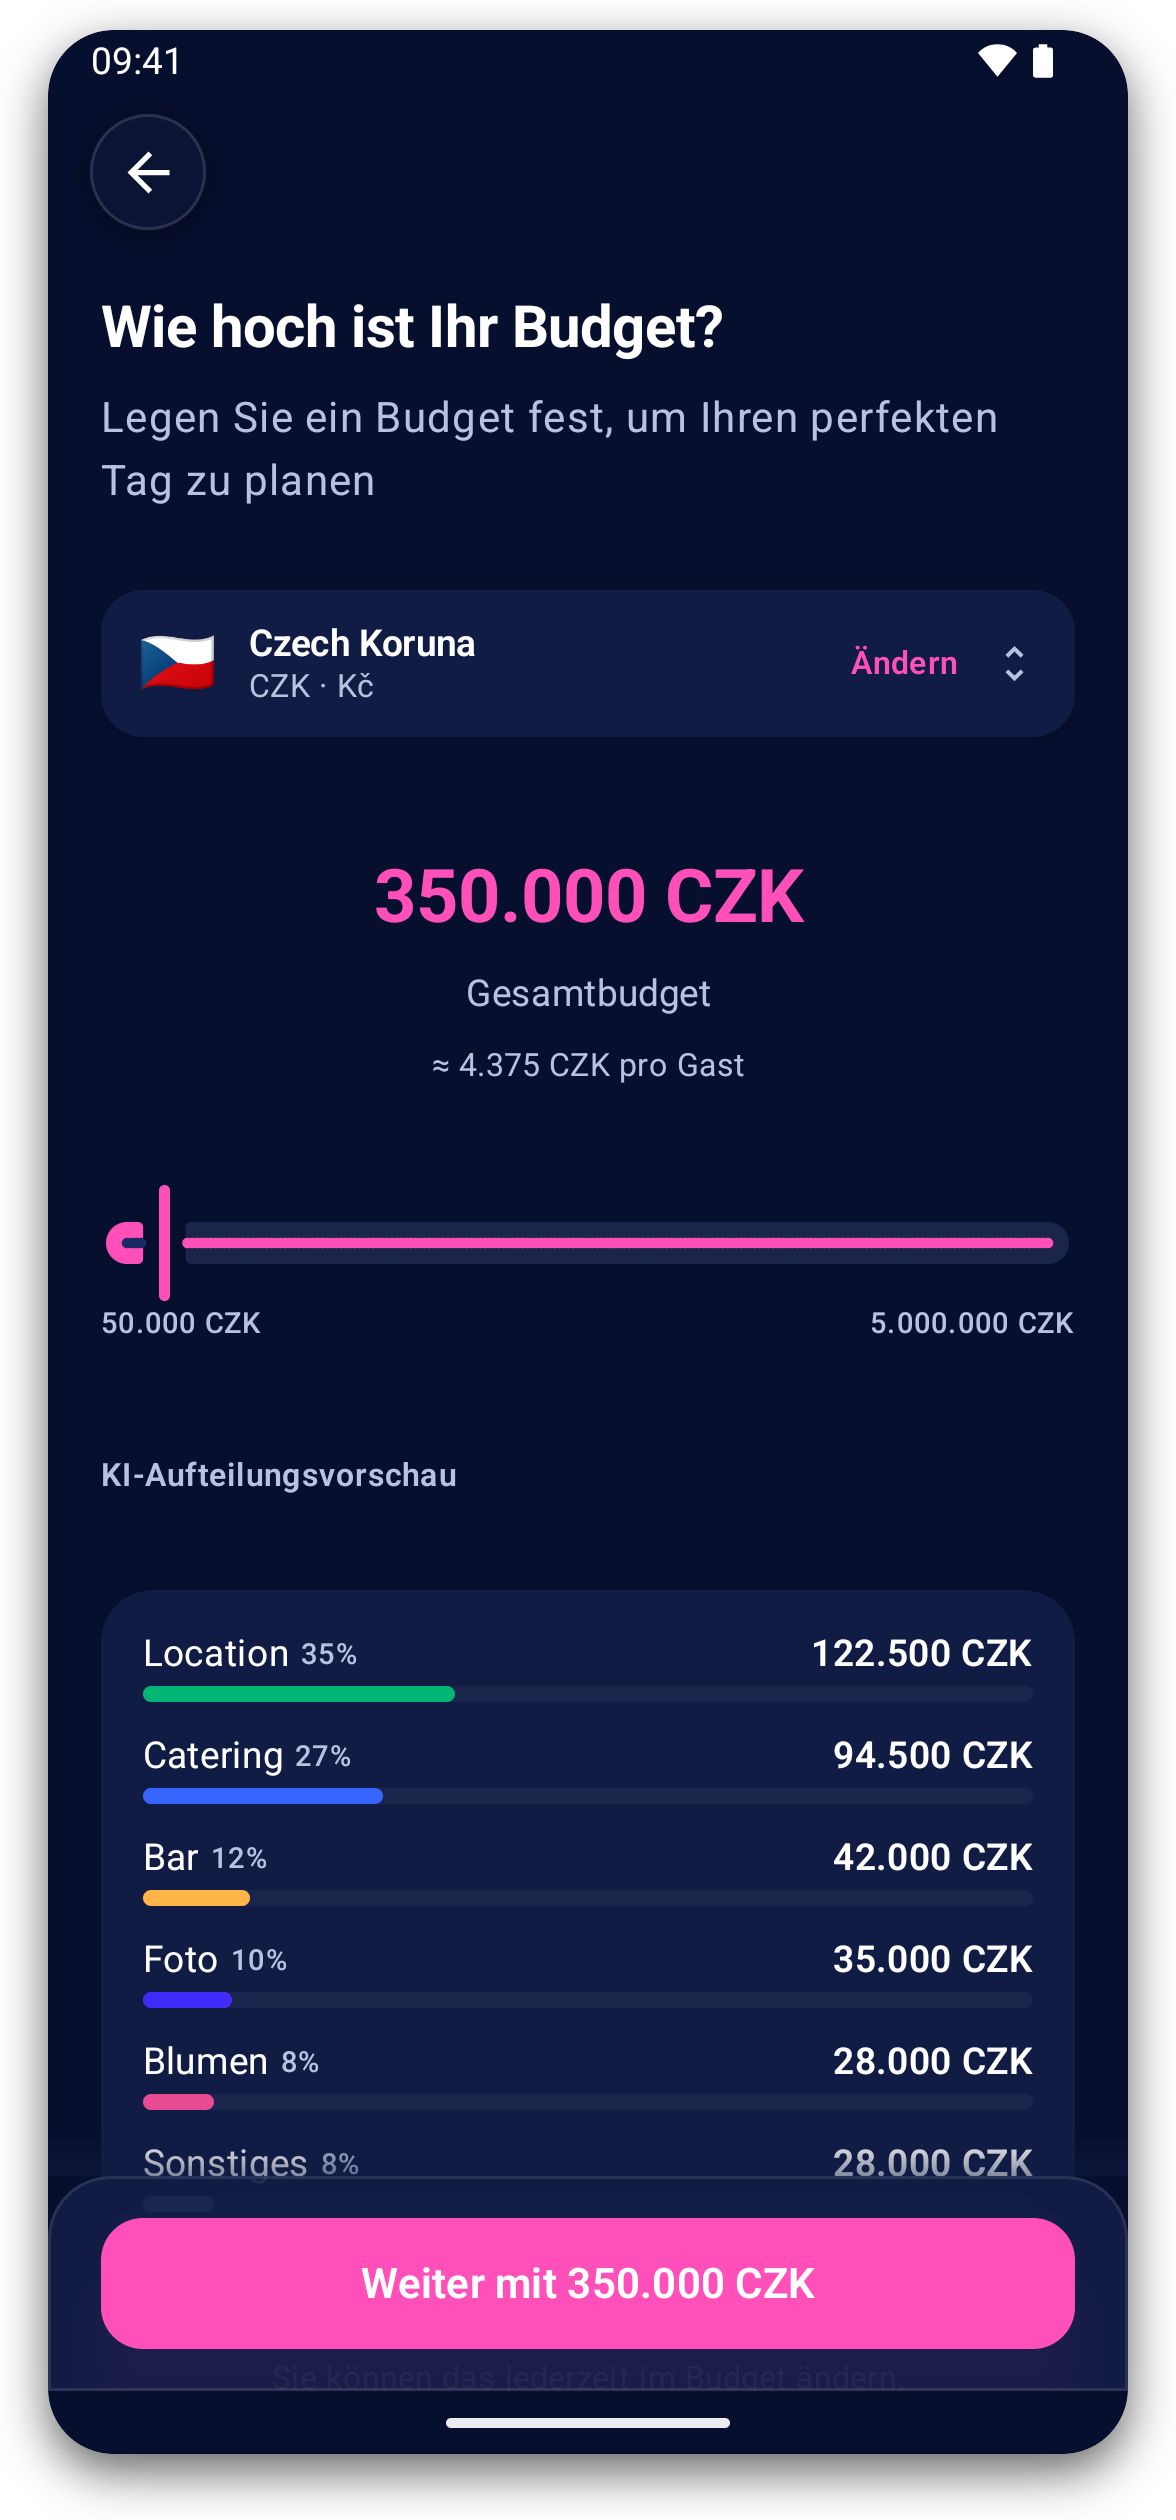 09:41
Wie hoch ist Ihr Budget?
Legen Sie ein Budget fest, um Ihren perfekten
Tag zu planen
Czech Koruna
CZK · Kč
Ändern
350.000 CZK
Gesamtbudget
≈ 4.375 CZK pro Gast
50.000 CZK
5.000.000 CZK
KI-Aufteilungsvorschau
Location 35% 122.500 CZK
Catering 27% 94.500 CZK
Bar 12% 42.000 CZK
Foto 10% 35.000 CZK
Blumen 8% 28.000 CZK
Sonstiges 8% 28.000 CZK
Weiter mit 350.000 CZK
Sie können das jederzeit im Budget ändern.